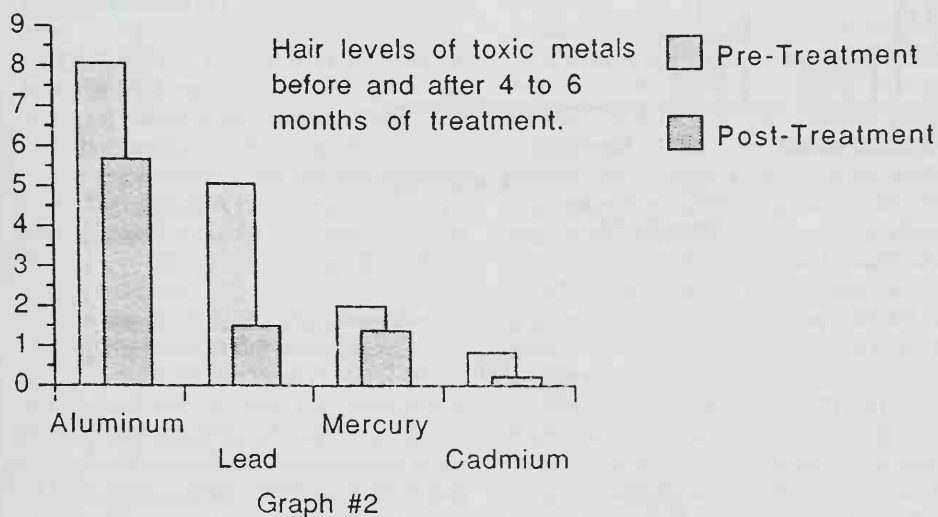 9
8
7
6
5
4
3
2
1
0
Hair levels of toxic metals
before and after 4 to 6
months of treatment.
Pre-Treatment
Post-Treatment
Aluminum
Lead
Mercury
Cadmium
Graph #2